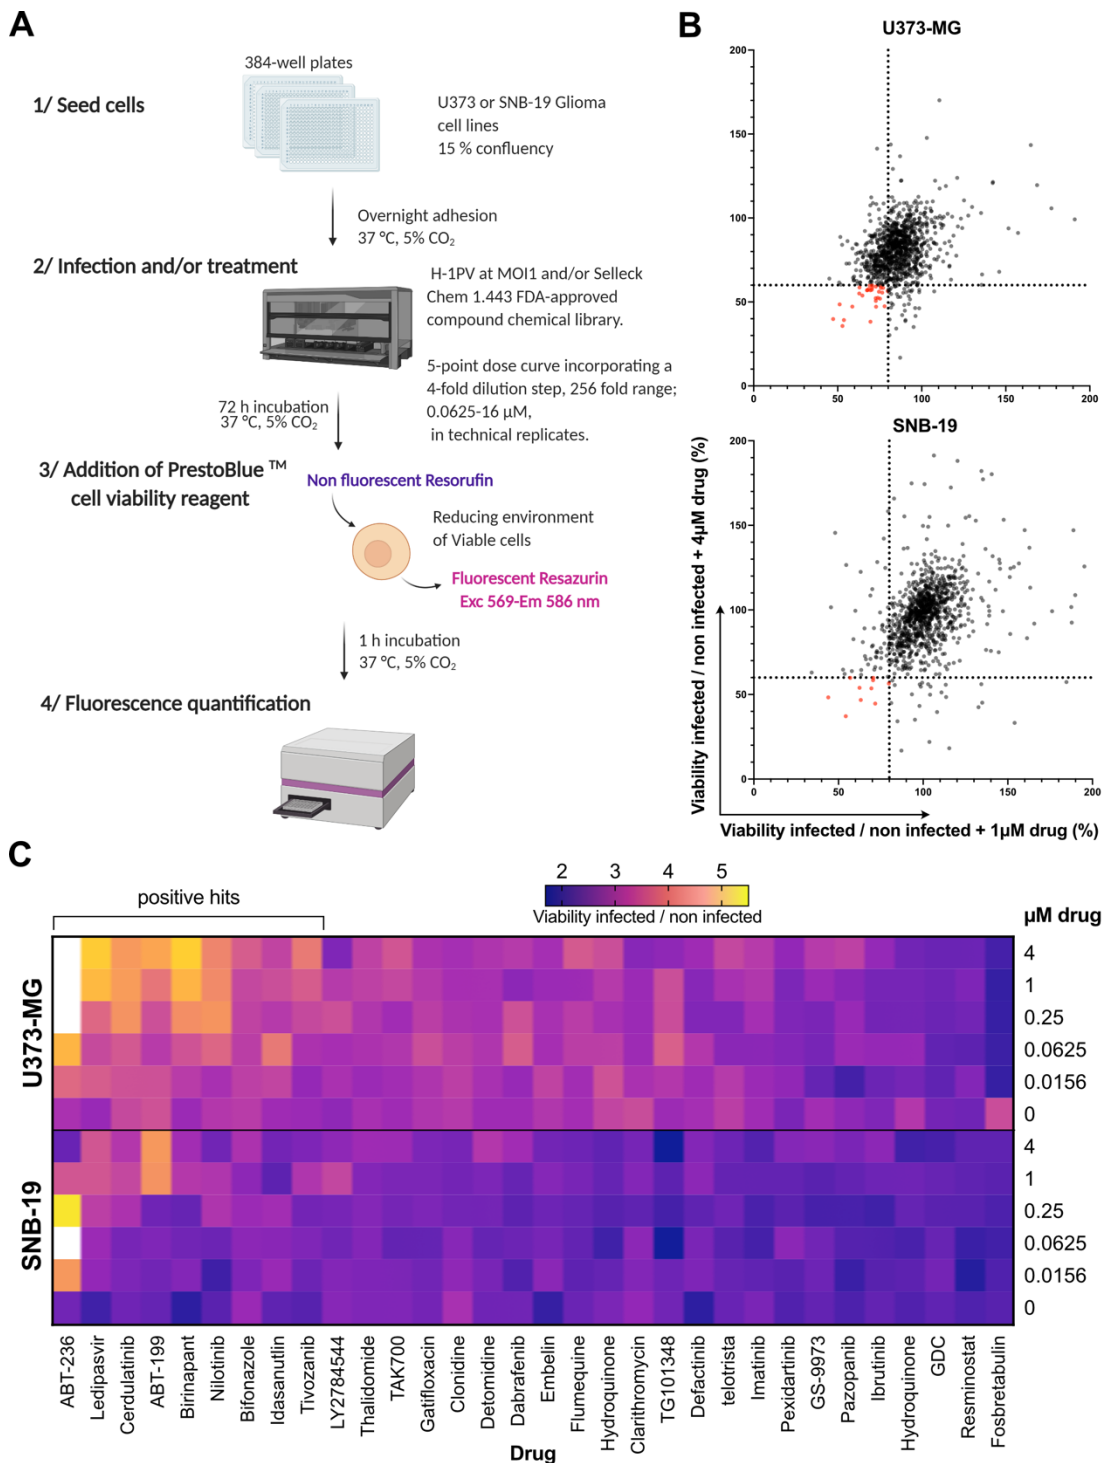 A
384-well plates
1/ Seed cells
U373 or SNB-19 Glioma
cell lines
15 % confluency
Overnight adhesion
37 °C, 5% CO₂
2/ Infection and/or treatment
H-1PV at MOI1 and/or Selleck
Chem 1.443 FDA-approved
compound chemical library.
5-point dose curve incorporating a
4-fold dilution step, 256 fold range;
0.0625-16 µM,
in technical replicates.
72 h incubation
37 °C, 5% CO₂
3/ Addition of PrestoBlue™
cell viability reagent
Non fluorescent Resorufin
Reducing environment
of Viable cells
Fluorescent Resazurin
Exc 569-Em 586 nm
1 h incubation
37 °C, 5% CO₂
4/ Fluorescence quantification
B
U373-MG
200
150
100
50
0
0 50 100 150 200
SNB-19
200
150
100
50
0
0 50 100 150 200
Viability infected / non infected + 4µM drug (%)
Viability infected / non infected + 1µM drug (%)
C
positive hits
2 3 4 5
Viability infected / non infected
µM drug
U373-MG
4
1
0.25
0.0625
0.0156
0
SNB-19
4
1
0.25
0.0625
0.0156
0
ABT-236
Ledipasvir
Cerdulatinib
ABT-199
Birinapant
Nilotinib
Bifonazole
Idasanutlin
Tivozanib
LY2784544
Thalidomide
TAK700
Gatifloxacin
Clonidine
Detomidine
Dabrafenib
Embelin
Flumequine
Hydroquinone
Clarithromycin
TG101348
Defactinib
telotrista
Imatinib
Pexidartinib
GS-9973
Pazopanib
Ibrutinib
Hydroquinone
GDC
Resminostat
Fosbretabulin
Drug